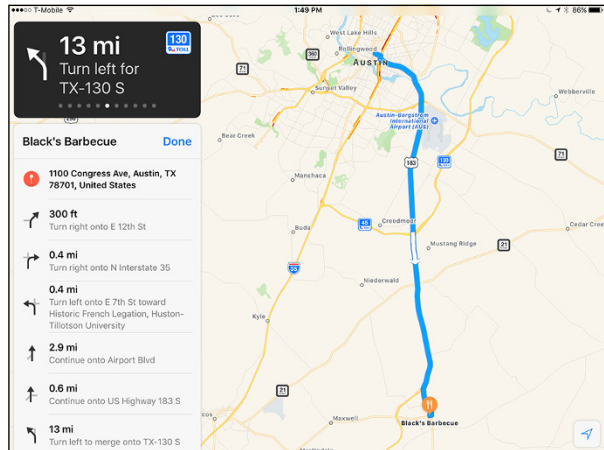 T-Mobile
1:49 PM
86%
13 mi
Turn left for
TX-130 S
130
TOLL
Black's Barbecue
Done
1100 Congress Ave, Austin, TX
78701, United States
300 ft
Turn right onto E 12th St
0.4 mi
Turn right onto N Interstate 35
0.4 mi
Turn left onto E 7th St toward
Historic French Legation, Huston-
Tillotson University
2.9 mi
Continue onto Airport Blvd
0.6 mi
Continue onto US Highway 183 S
13 mi
Turn left to merge onto TX-130 S
West Lake Hills
360
Rollingwood
AUSTIN
71
Sunset Valley
Webberville
Austin-Bergstrom
International
Airport (AUS)
Bear Creek
183
130
71
Manchaca
45
Creedmoor
Buda
Mustang Ridge
21
Cedar Creek
35
Niederwald
Kyle
21
Maxwell
Black's Barbecue